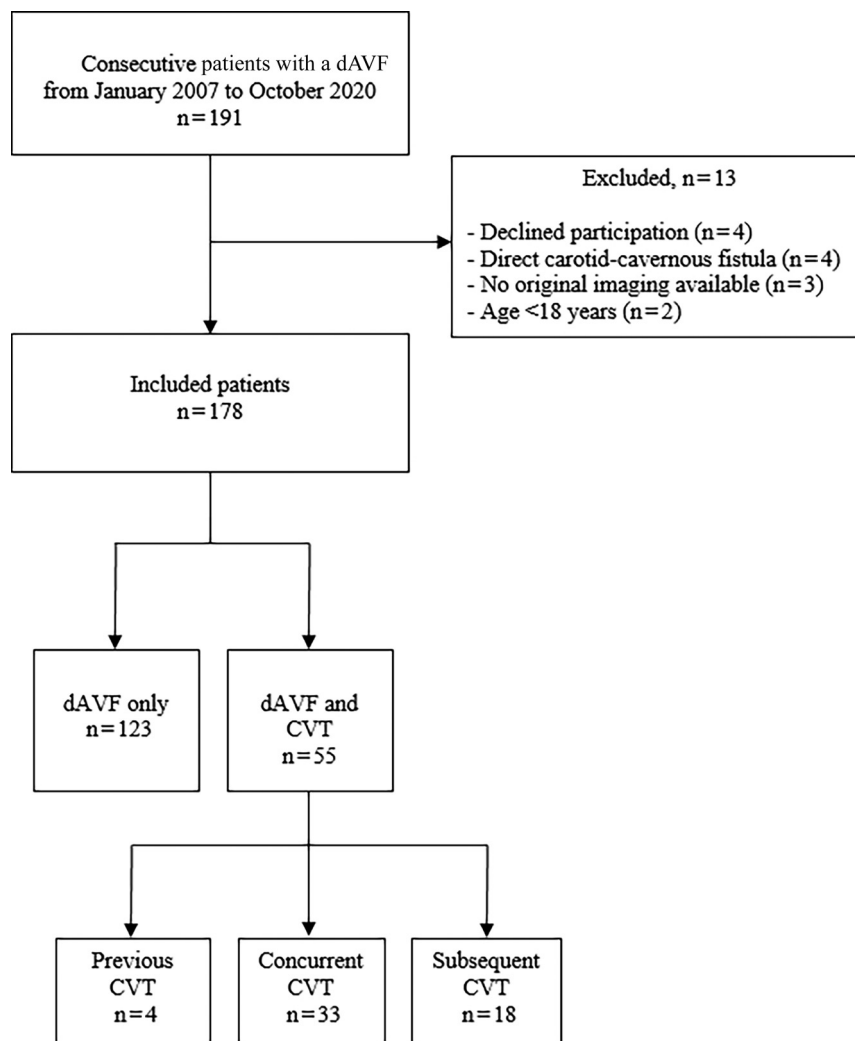 Consecutive patients with a dAVF
from January 2007 to October 2020
n=191
Excluded, n=13
- Declined participation (n=4)
- Direct carotid-cavernous fistula (n=4)
- No original imaging available (n=3)
- Age <18 years (n=2)
Included patients
n=178
dAVF only
n=123
dAVF and
CVT
n=55
Previous
CVT
n=4
Concurrent
CVT
n=33
Subsequent
CVT
n=18